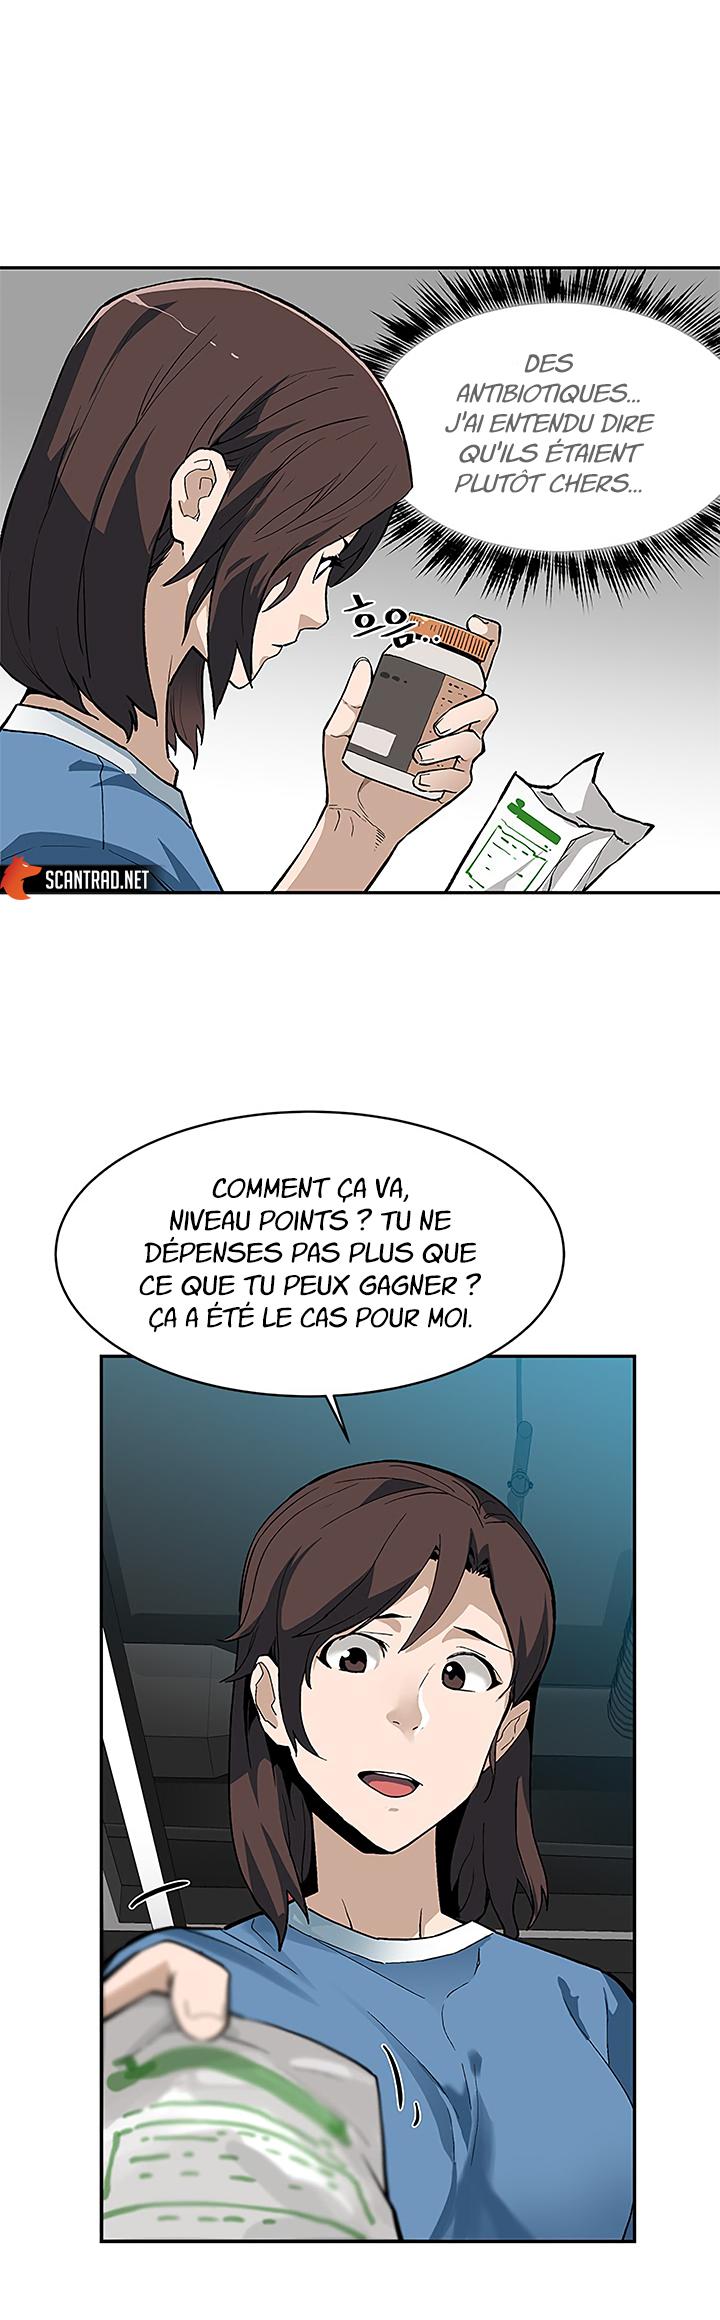 DES
ANTIBIOTIQUES...
J'AI ENTENDU DIRE
QU'ILS ÉTAIENT
PLUTÔT CHERS...
흐음..
SCANTRAD.NET
COMMENT ÇA VA,
NIVEAU POINTS ? TU NE
DÉPENSES PAS PLUS QUE
CE QUE TU PEUX GAGNER ?
ÇA A ÉTÉ LE CAS POUR MOI.